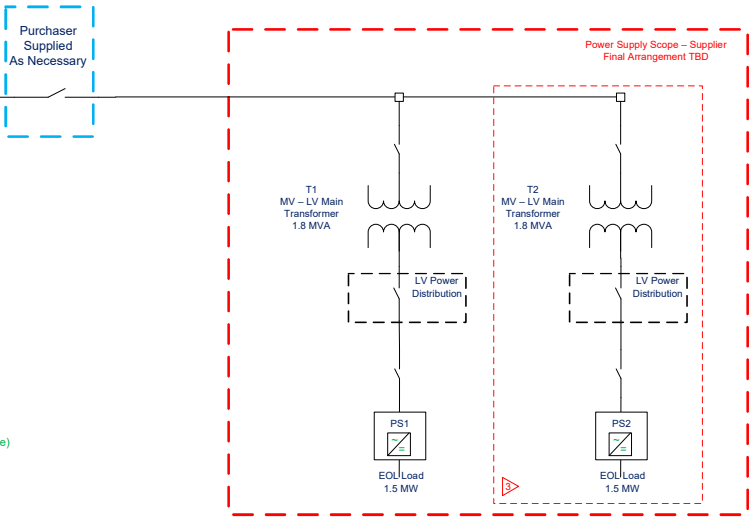 Purchaser
Supplied
As Necessary
Power Supply Scope – Supplier
Final Arrangement TBD
T1
MV – LV Main
Transformer
1.8 MVA
T2
MV – LV Main
Transformer
1.8 MVA
LV Power
Distribution
LV Power
Distribution
PS1
~
=
PS2
~
=
e)
EOL Load
1.5 MW
EOL Load
1.5 MW
3